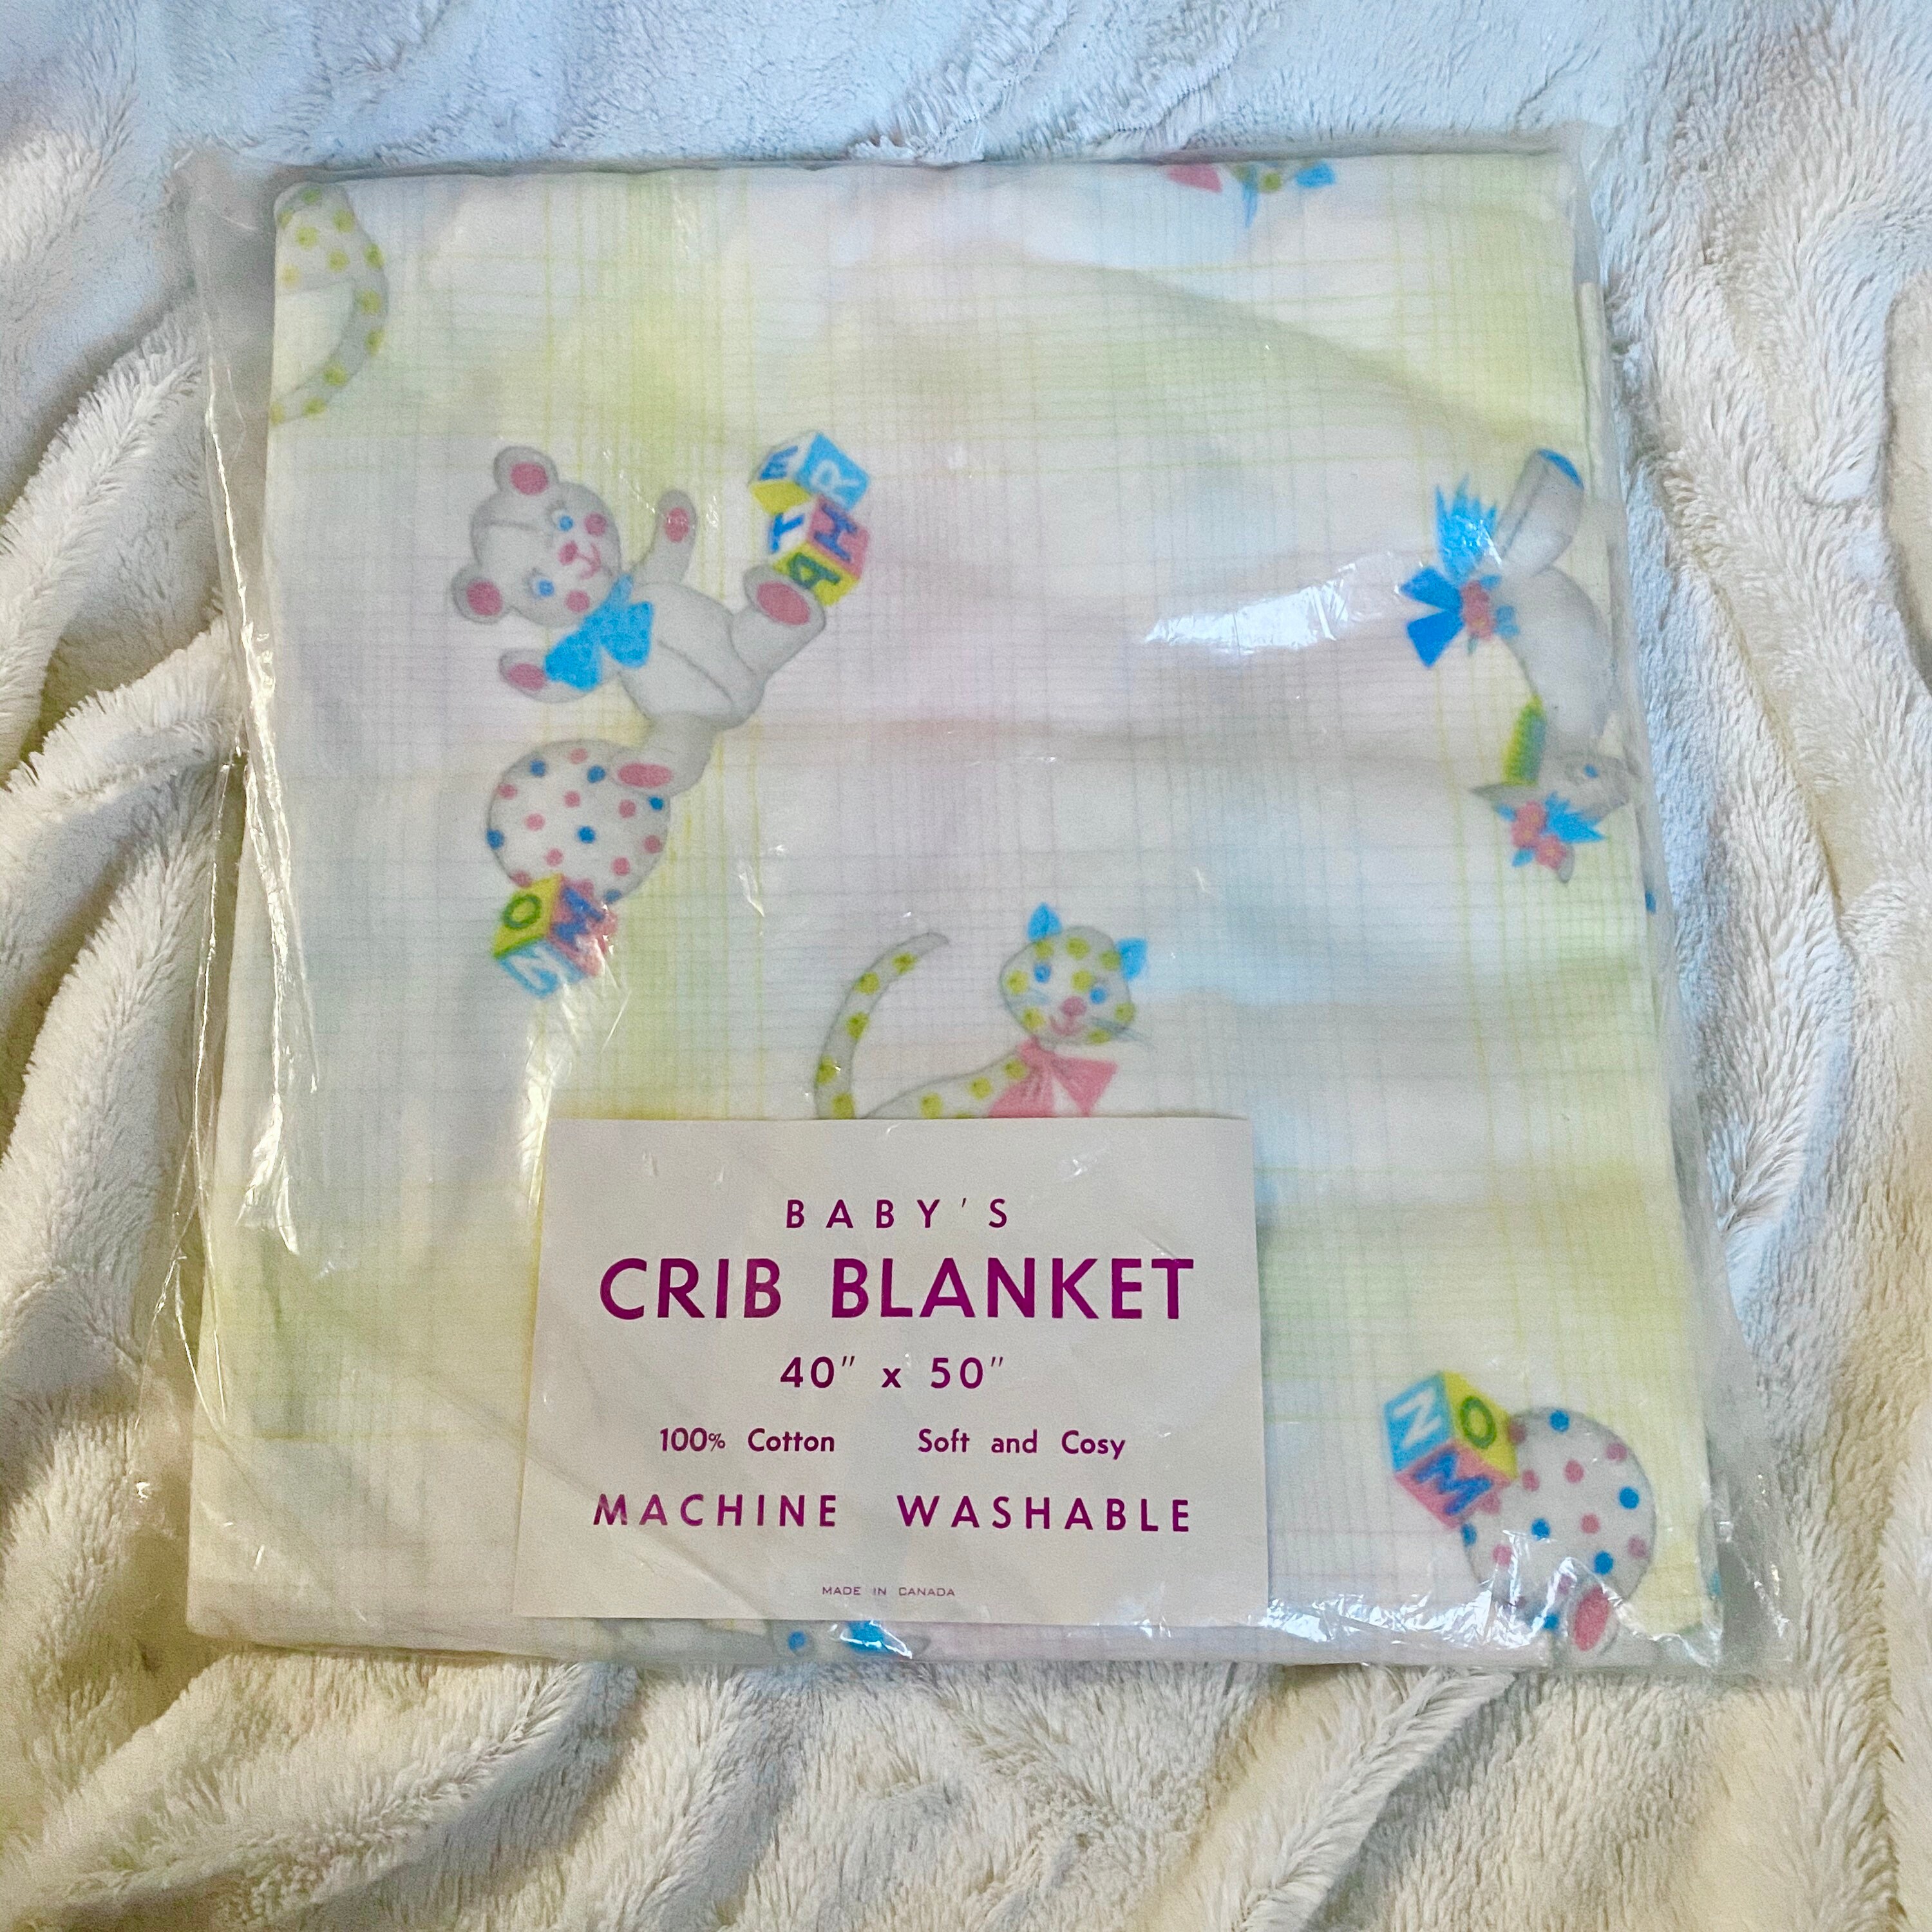 E R
T H
A
O M
N
BABY'S
CRIB BLANKET
40" x 50"
100% Cotton Soft and Cosy
MACHINE WASHABLE
MADE IN CANADA
N O
M